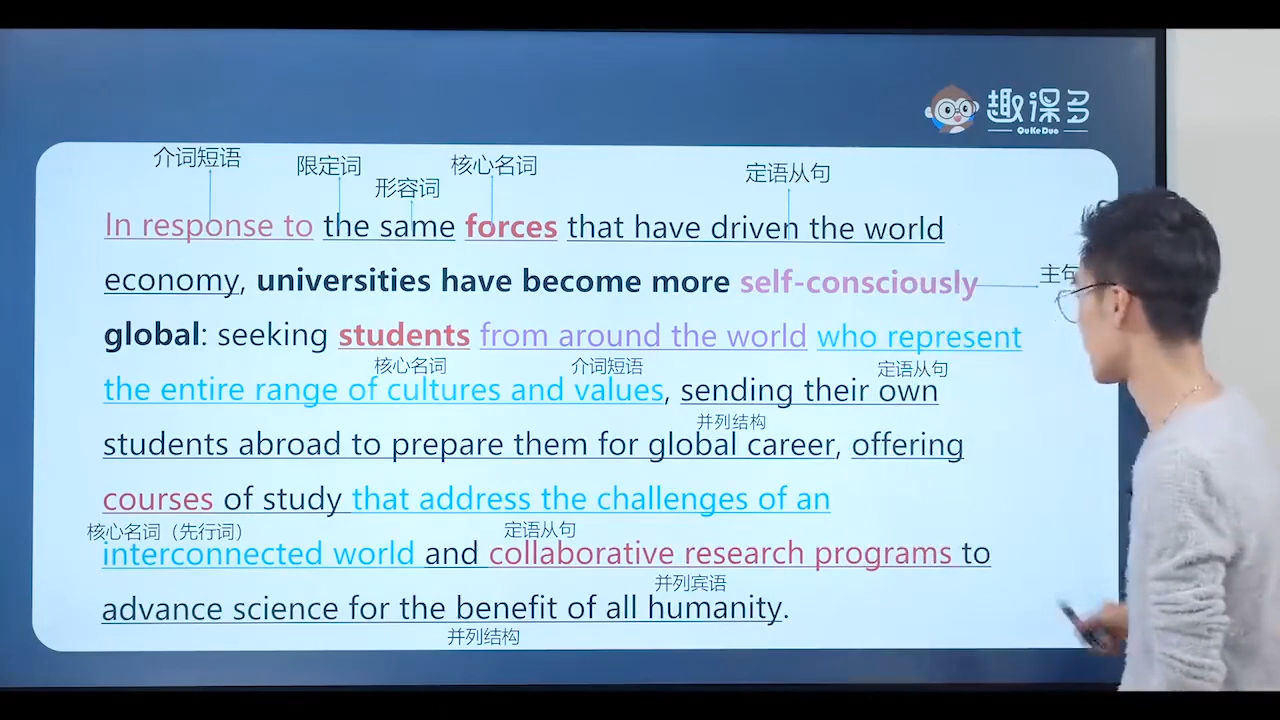 趣课多
QuKeDuo
介词短语
限定词
形容词
核心名词
定语从句
In response to the same forces that have driven the world
economy, universities have become more self-consciously
主句
global: seeking students from around the world who represent
核心名词
介词短语
定语从句
the entire range of cultures and values, sending their own
并列结构
students abroad to prepare them for global career, offering
courses of study that address the challenges of an
核心名词（先行词）
定语从句
interconnected world and collaborative research programs to
并列宾语
advance science for the benefit of all humanity.
并列结构